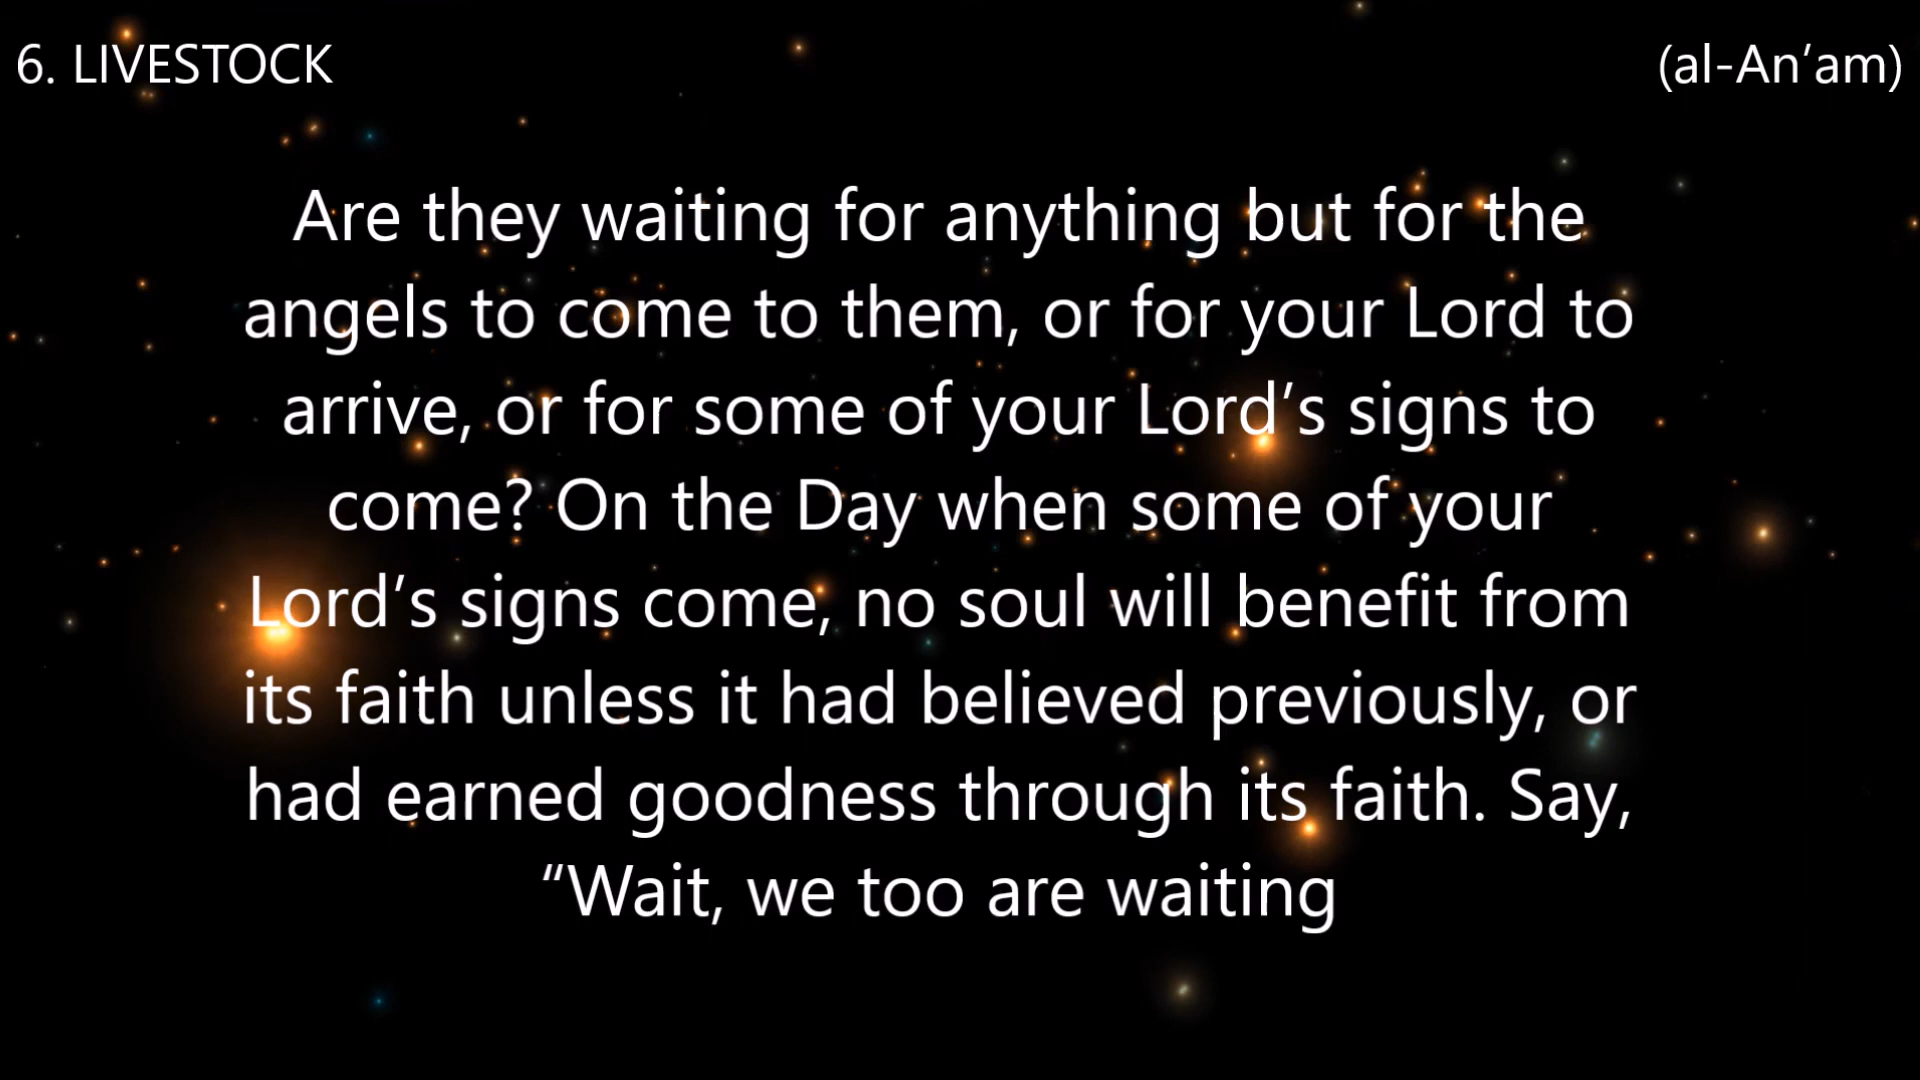 6. LIVESTOCK (al-An’am)
Are they waiting for anything but for the
angels to come to them, or for your Lord to
arrive, or for some of your Lord’s signs to
come? On the Day when some of your
Lord’s signs come, no soul will benefit from
its faith unless it had believed previously, or
had earned goodness through its faith. Say,
“Wait, we too are waiting